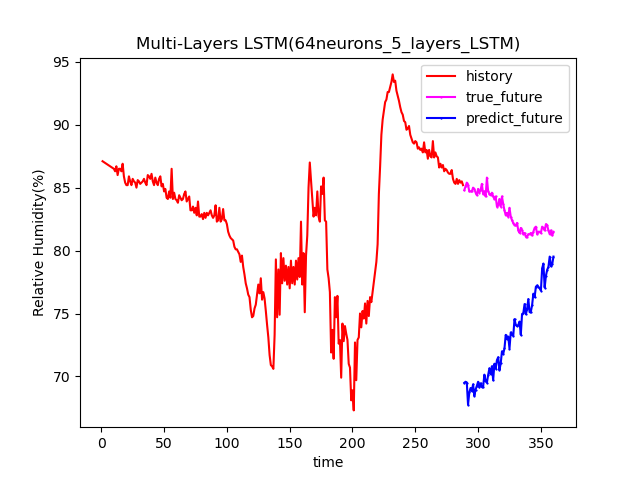 Multi-Layers LSTM(64neurons_5_layers_LSTM)
history
true_future
predict_future
Relative Humidity(%)
95
90
85
80
75
70
0 50 100 150 200 250 300 350
time